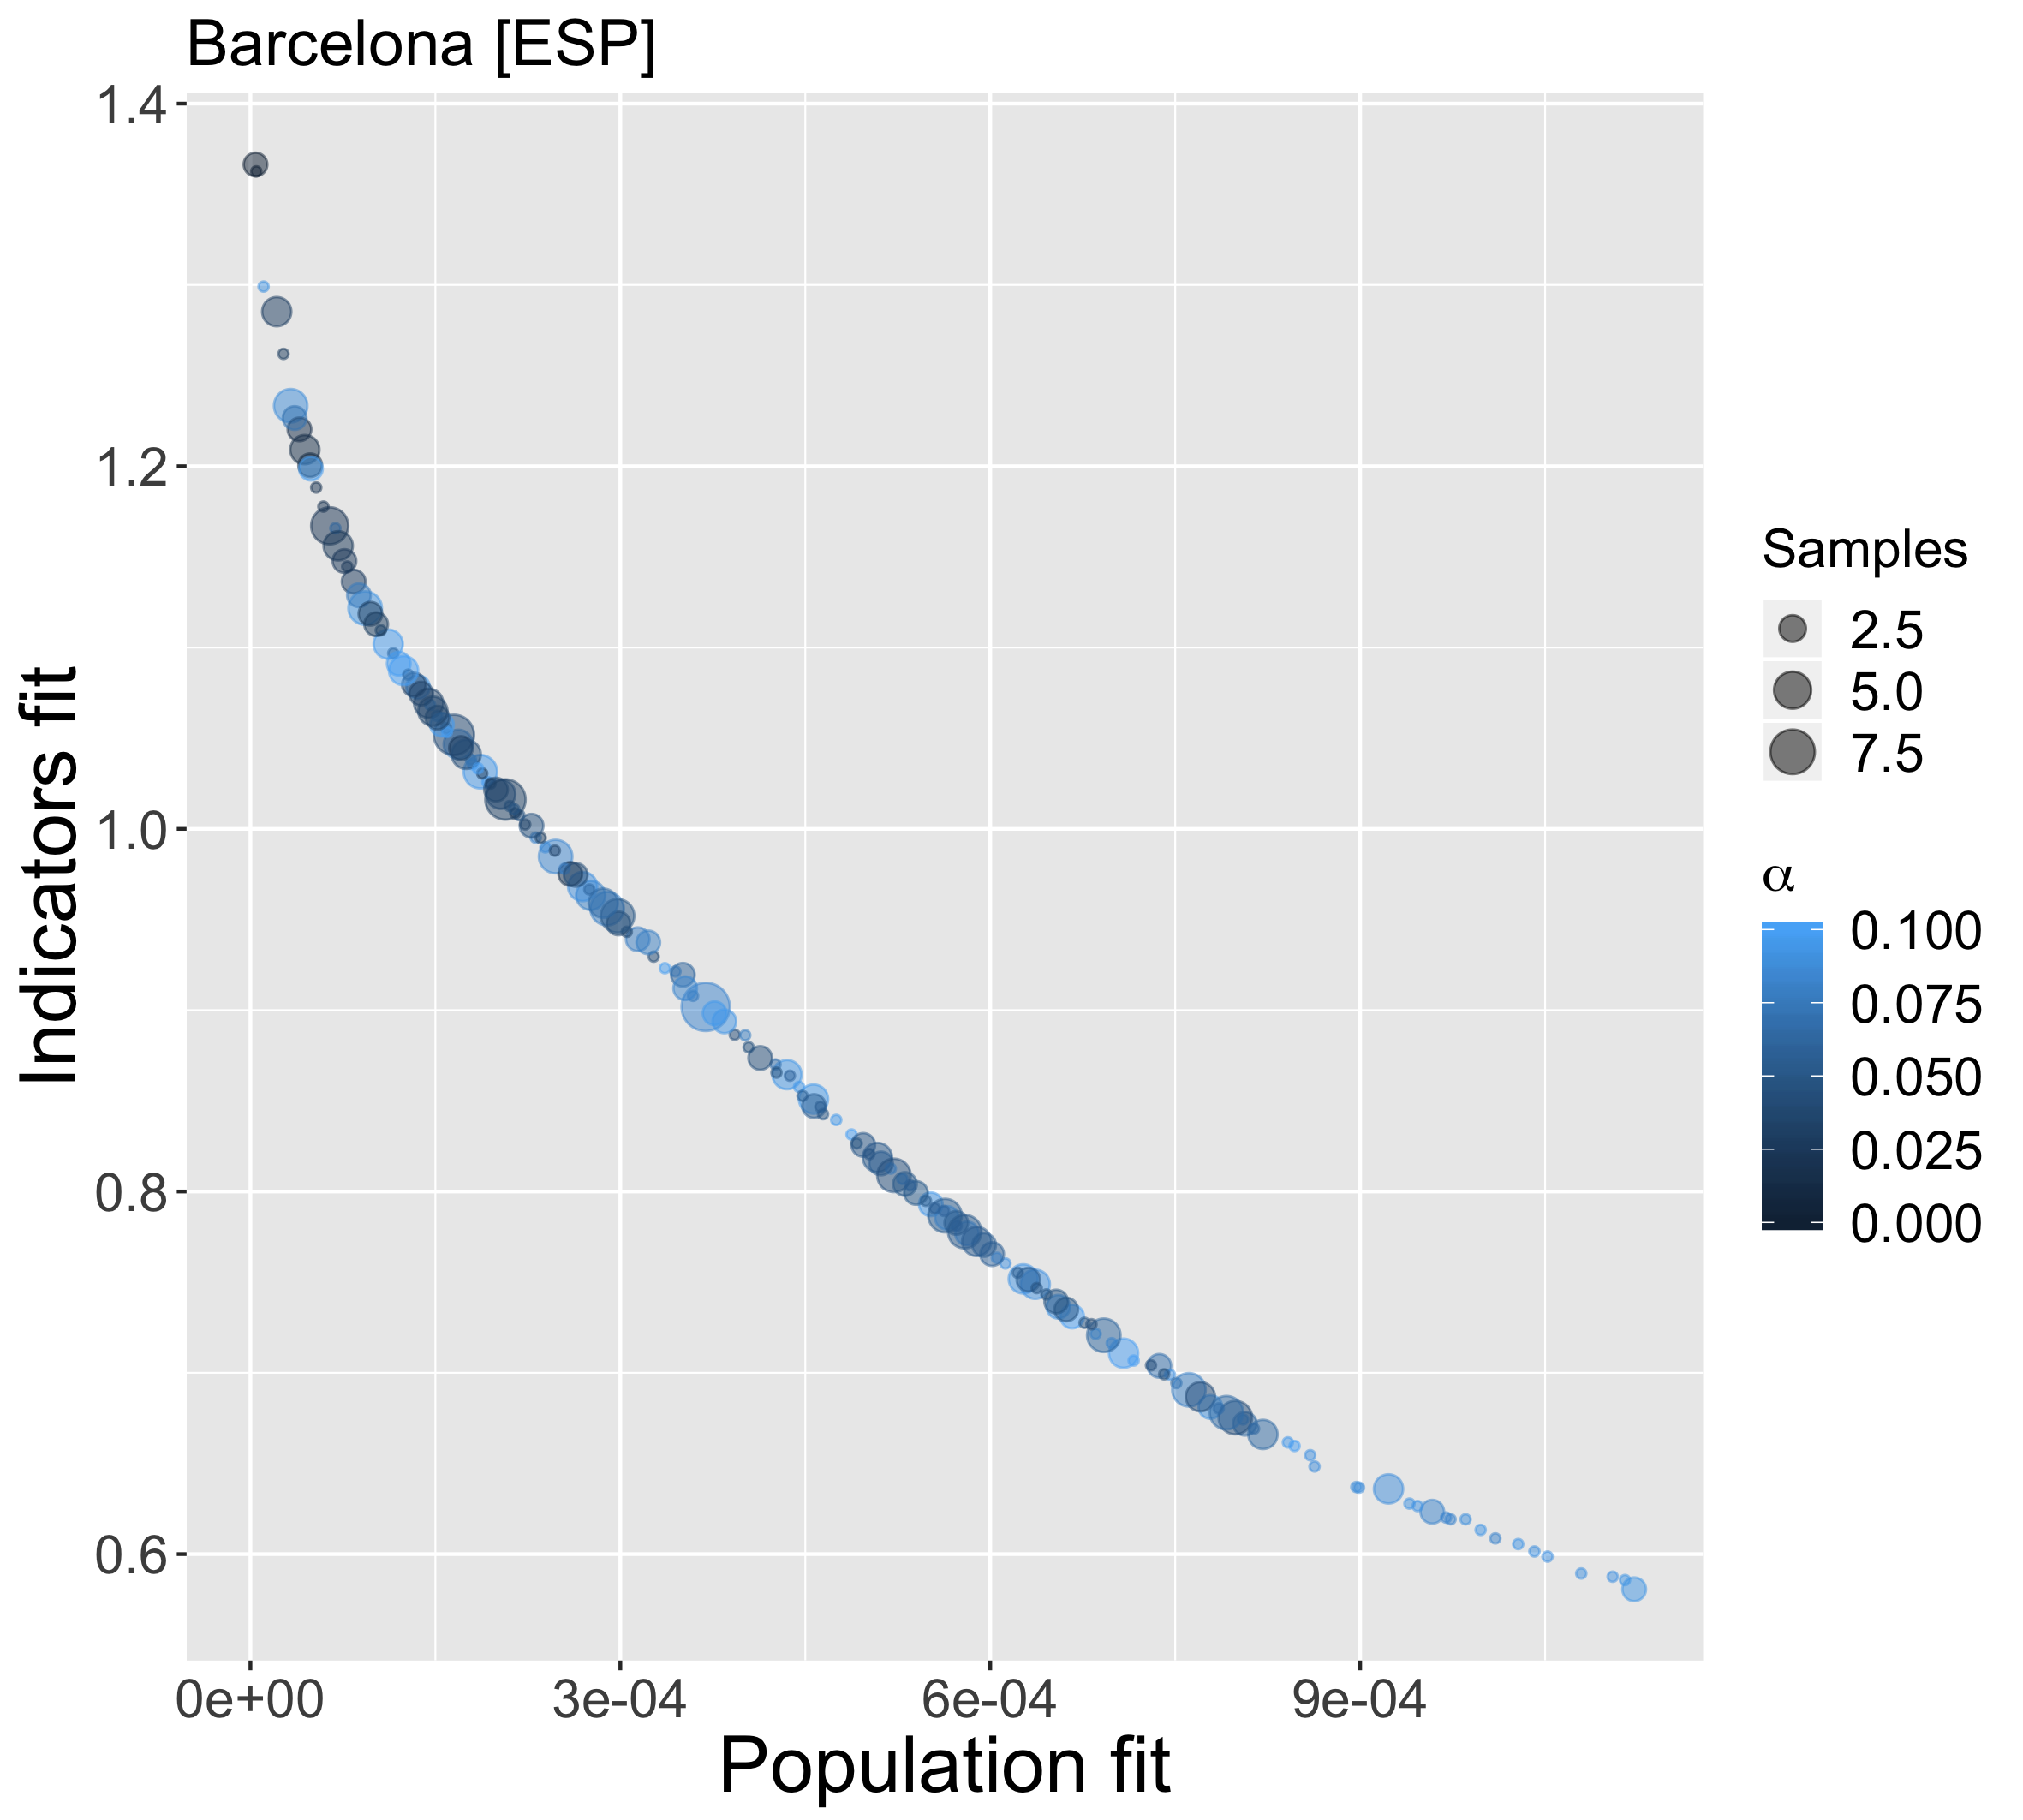 Barcelona [ESP]
1.4
1.2
1.0
0.8
0.6
Indicators fit
0e+00
3e-04
6e-04
9e-04
Population fit
Samples
2.5
5.0
7.5
α
0.100
0.075
0.050
0.025
0.000